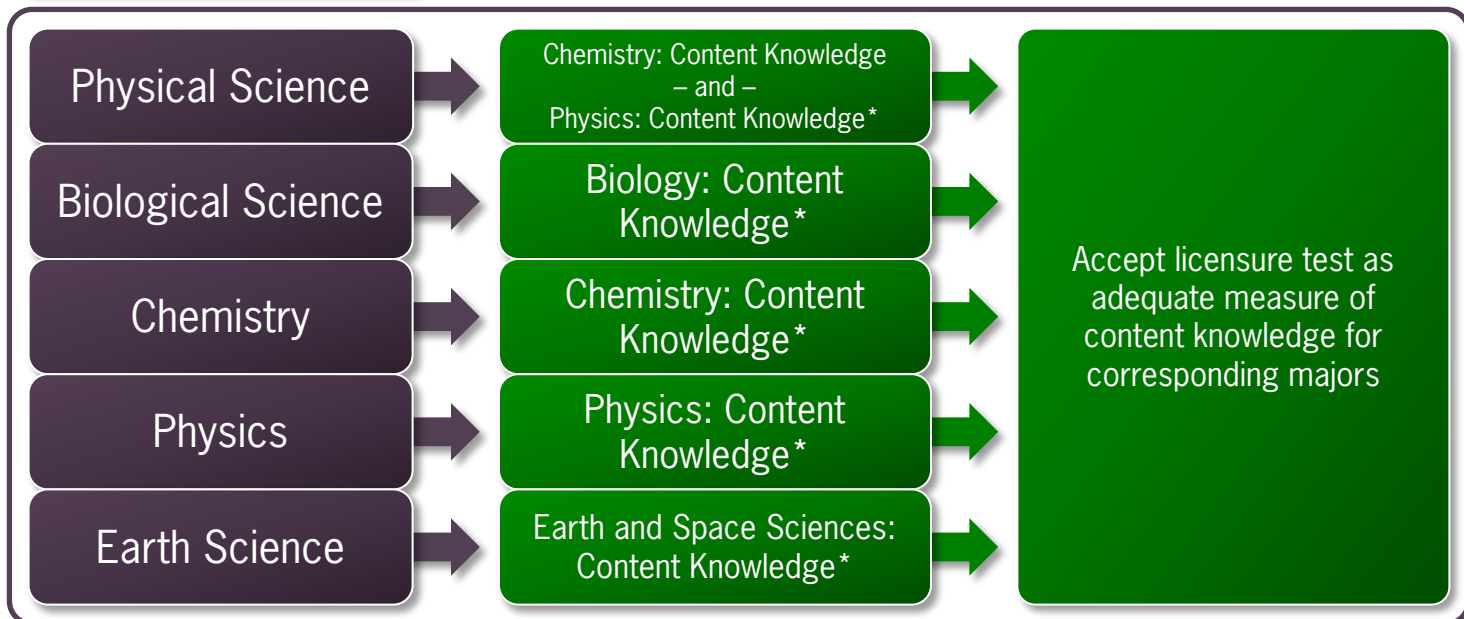 Physical Science
Chemistry: Content Knowledge
– and –
Physics: Content Knowledge*
Biological Science
Biology: Content
Knowledge*
Chemistry
Chemistry: Content
Knowledge*
Physics
Physics: Content
Knowledge*
Earth Science
Earth and Space Sciences:
Content Knowledge*
Accept licensure test as
adequate measure of
content knowledge for
corresponding majors